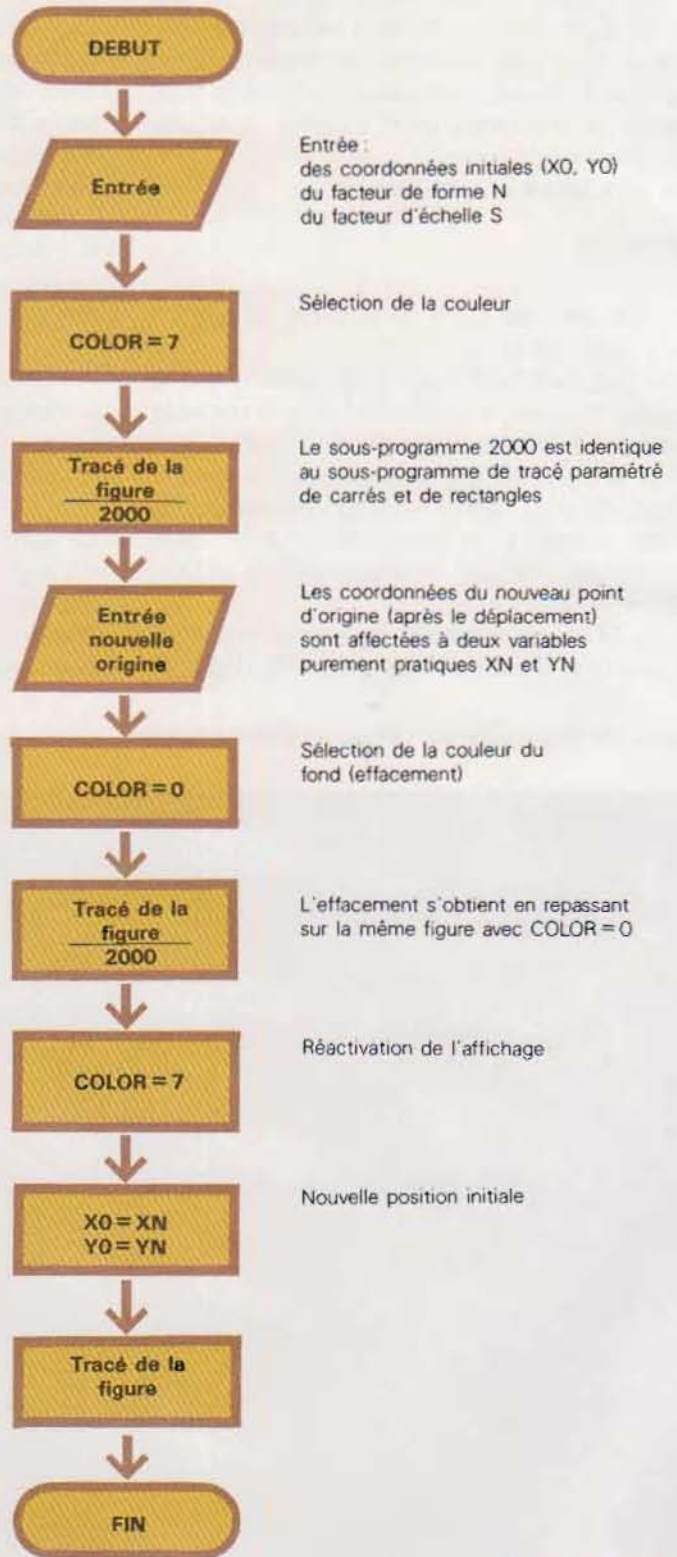 DEBUT
Entrée
Entrée :
des coordonnées initiales (X0, Y0)
du facteur de forme N
du facteur d'échelle S
COLOR = 7
Sélection de la couleur
Tracé de la
figure
2000
Le sous-programme 2000 est identique
au sous-programme de tracé paramétré
de carrés et de rectangles
Entrée
nouvelle
origine
Les coordonnées du nouveau point
d'origine (après le déplacement)
sont affectées à deux variables
purement pratiques XN et YN
COLOR = 0
Sélection de la couleur du
fond (effacement)
Tracé de la
figure
2000
L'effacement s'obtient en repassant
sur la même figure avec COLOR = 0
COLOR = 7
Réactivation de l'affichage
X0 = XN
Y0 = YN
Nouvelle position initiale
Tracé de la
figure
FIN